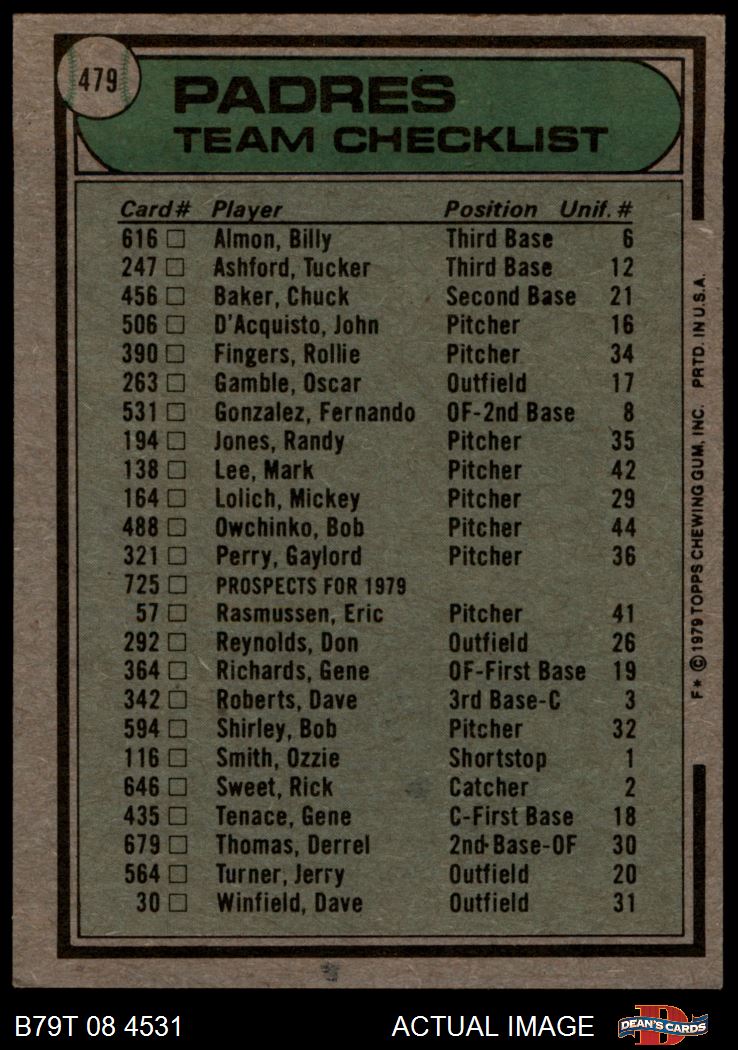 479
PADRES
TEAM CHECKLIST
Card# Player Position Unif. #
616 Almon, Billy Third Base 6
247 Ashford, Tucker Third Base 12
456 Baker, Chuck Second Base 21
506 D'Acquisto, John Pitcher 16
390 Fingers, Rollie Pitcher 34
263 Gamble, Oscar Outfield 17
531 Gonzalez, Fernando OF-2nd Base 8
194 Jones, Randy Pitcher 35
138 Lee, Mark Pitcher 42
164 Lolich, Mickey Pitcher 29
488 Owchinko, Bob Pitcher 44
321 Perry, Gaylord Pitcher 36
725 PROSPECTS FOR 1979
57 Rasmussen, Eric Pitcher 41
292 Reynolds, Don Outfield 26
364 Richards, Gene OF-First Base 19
342 Roberts, Dave 3rd Base-C 3
594 Shirley, Bob Pitcher 32
116 Smith, Ozzie Shortstop 1
646 Sweet, Rick Catcher 2
435 Tenace, Gene C-First Base 18
679 Thomas, Derrel 2nd-Base-OF 30
564 Turner, Jerry Outfield 20
30 Winfield, Dave Outfield 31
F* © 1979 TOPPS CHEWING GUM, INC. PRTD. IN U.S.A.
B79T 08 4531 ACTUAL IMAGE
D
DEAN'S CARDS